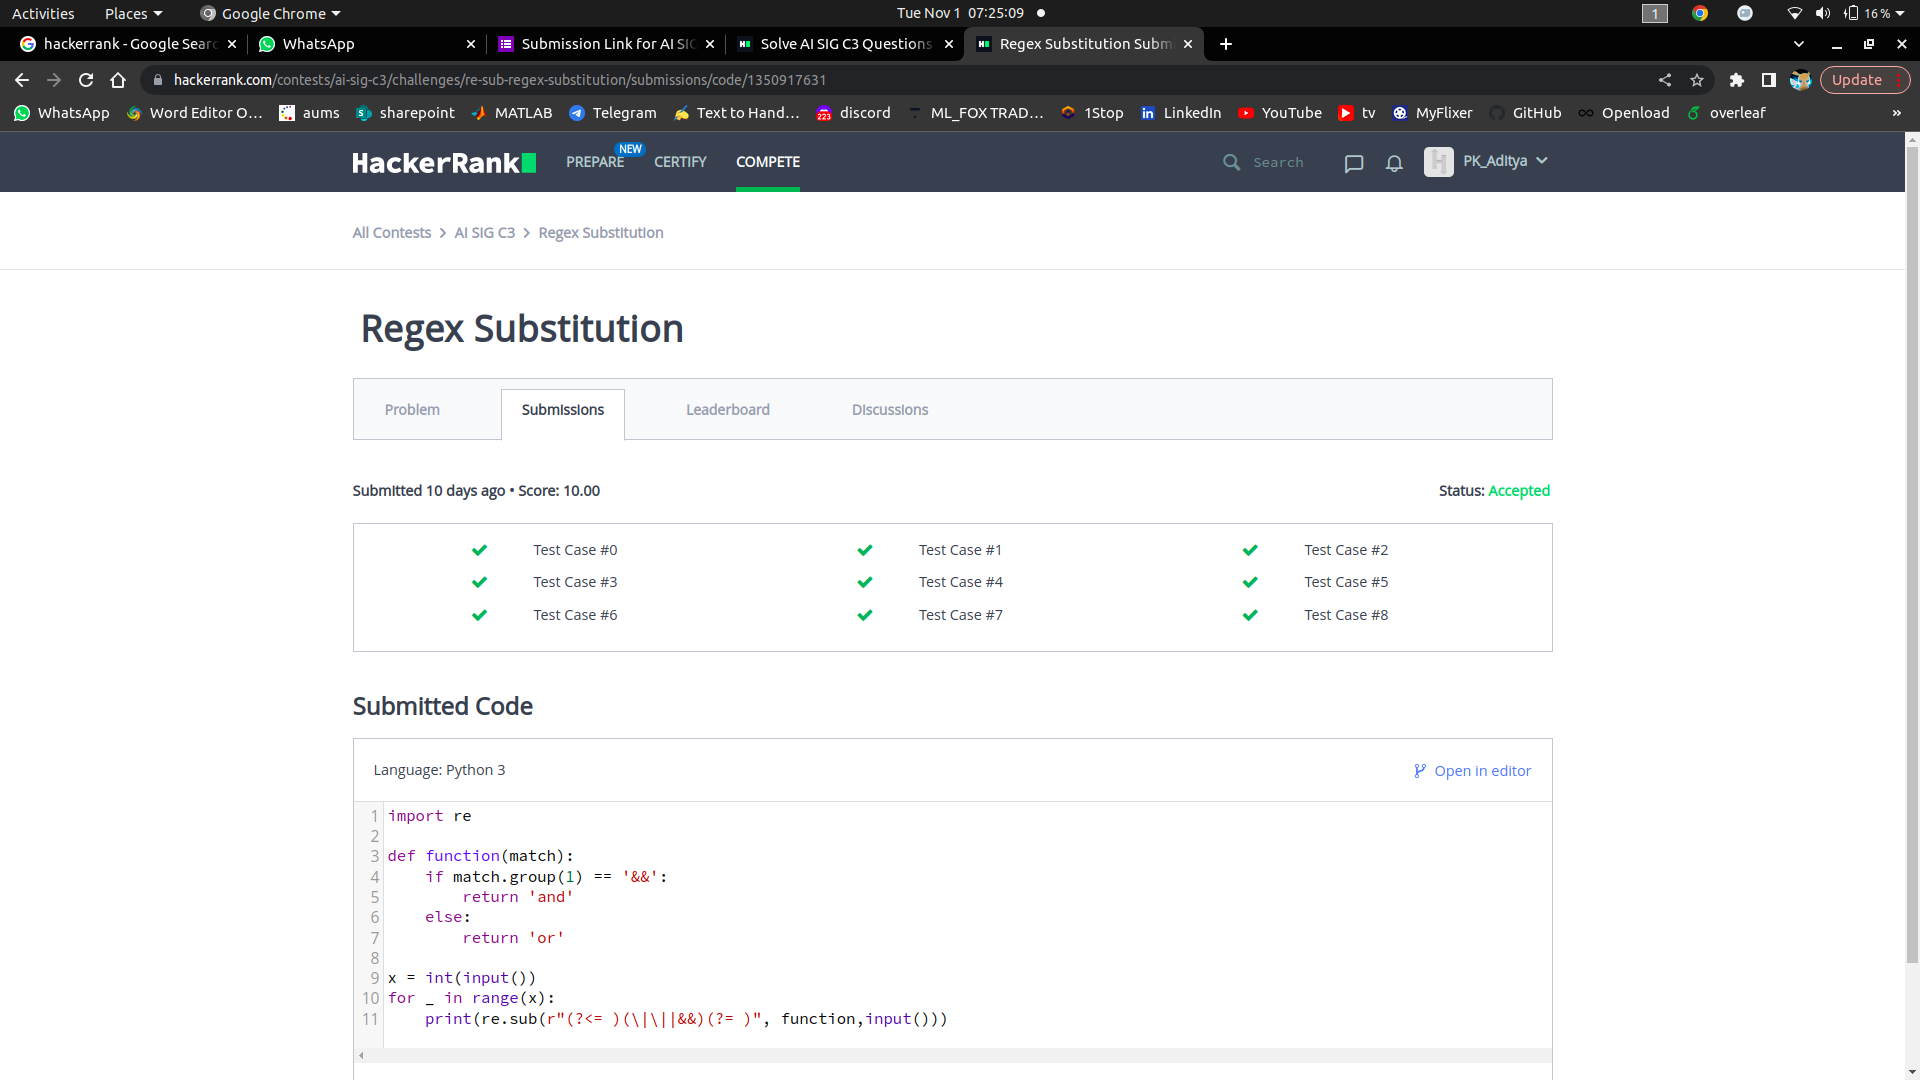 Activities Places Google Chrome Tue Nov 1 07:25:09 1 16 %
hackerrank - Google Searc WhatsApp Submission Link for AI SIG Solve AI SIG C3 Questions Regex Substitution Subm
hackerrank.com/contests/ai-sig-c3/challenges/re-sub-regex-substitution/submissions/code/1350917631 Update
WhatsApp Word Editor O... aums sharepoint MATLAB Telegram Text to Hand... 223 discord ML_FOX TRAD... 1Stop LinkedIn YouTube tv MyFlixer GitHub Openload overleaf »
HackerRank PREPARE NEW CERTIFY COMPETE Search PK_Aditya
All Contests > AI SIG C3 > Regex Substitution
Regex Substitution
Problem Submissions Leaderboard Discussions
Submitted 10 days ago • Score: 10.00 Status: Accepted
Test Case #0 Test Case #1 Test Case #2
Test Case #3 Test Case #4 Test Case #5
Test Case #6 Test Case #7 Test Case #8
Submitted Code
Language: Python 3 Open in editor
1 import re
2
3 def function(match):
4     if match.group(1) == '&&':
5         return 'and'
6     else:
7         return 'or'
8
9 x = int(input())
10 for _ in range(x):
11     print(re.sub(r"(?<= )(\|\||&&)(?= )", function,input()))